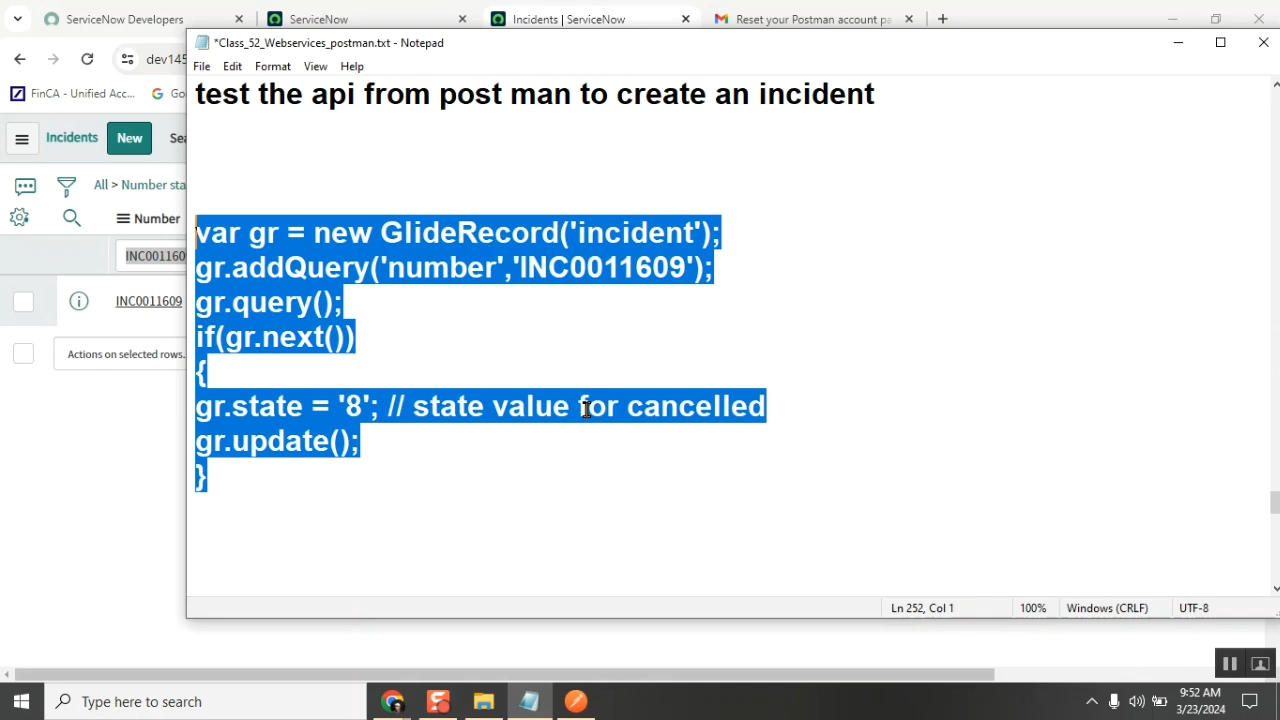 ServiceNow Developers
ServiceNow
Incidents | ServiceNow
Reset your Postman account pa
*Class_52_Webservices_postman.txt - Notepad
dev145
File Edit Format View Help
FinCA - Unified Acc...
Go
test the api from post man to create an incident
Incidents
New
Sea
All > Number sta
Number
var gr = new GlideRecord('incident');
INC001160
gr.addQuery('number','INC0011609');
INC0011609
gr.query();
if(gr.next())
Actions on selected rows...
{
gr.state = '8'; // state value for cancelled
gr.update();
}
Ln 252, Col 1
100%
Windows (CRLF)
UTF-8
Type here to search
9:52 AM
3/23/2024